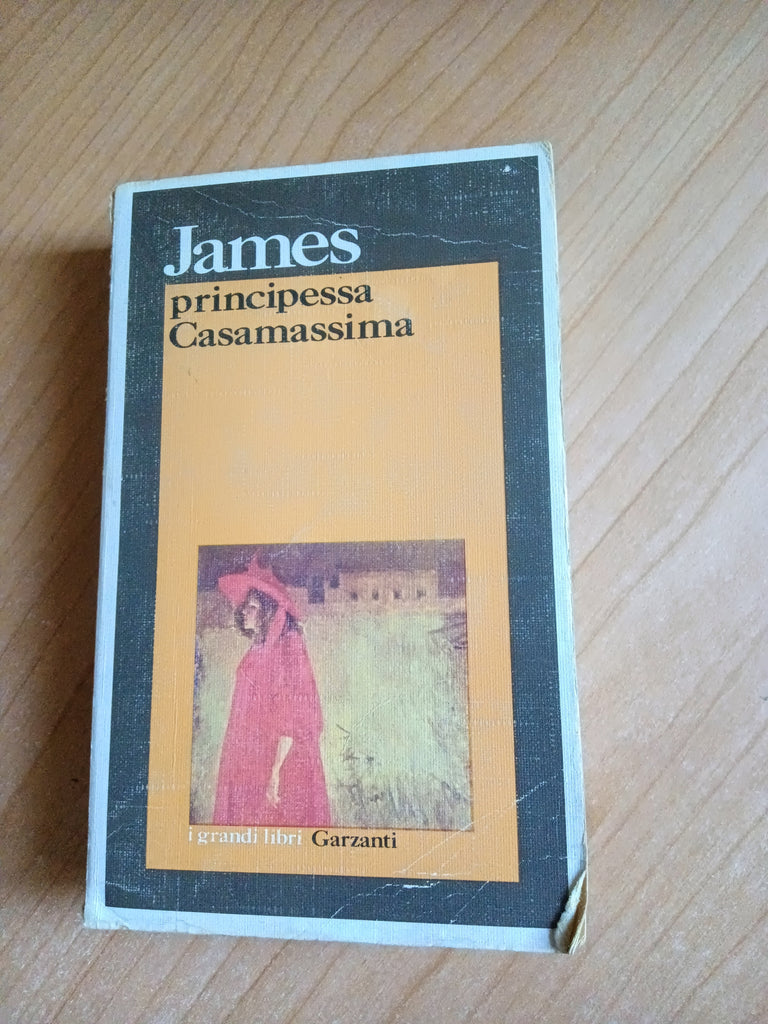 James
principessa
Casamassima
i grandi libri Garzanti